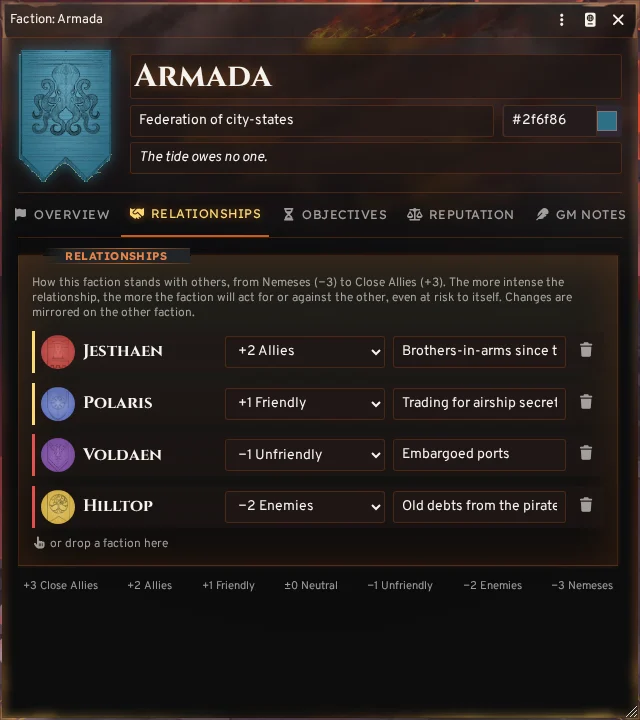 Faction: Armada
ARMADA
Federation of city-states
#2f6f86
The tide owes no one.
OVERVIEW
RELATIONSHIPS
OBJECTIVES
REPUTATION
GM NOTES
RELATIONSHIPS
How this faction stands with others, from Nemeses (−3) to Close Allies (+3). The more intense the
relationship, the more the faction will act for or against the other, even at risk to itself. Changes are
mirrored on the other faction.
JESTHAEN
+2 Allies
Brothers-in-arms since t
POLARIS
+1 Friendly
Trading for airship secret
VOLDAEN
−1 Unfriendly
Embargoed ports
HILLTOP
−2 Enemies
Old debts from the pirate
or drop a faction here
+3 Close Allies
+2 Allies
+1 Friendly
±0 Neutral
−1 Unfriendly
−2 Enemies
−3 Nemeses